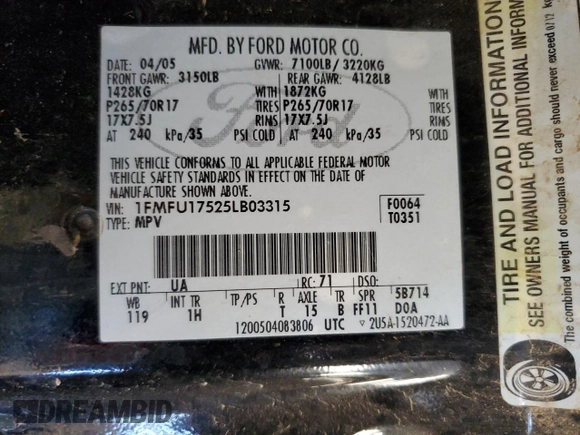 MFD. BY FORD MOTOR CO.
DATE: 04/05 GVWR: 7100LB/ 3220KG
FRONT GAWR: 3150LB REAR GAWR: 4128LB
1428KG WITH 1872KG WITH
P265/70R17 TIRES P265/70R17 TIRES
17X7.5J RIMS 17X7.5J RIMS
AT 240 kPa/35 PSI COLD AT 240 kPa/35 PSI COLD
Ford
THIS VEHICLE CONFORMS TO ALL APPLICABLE FEDERAL MOTOR
VEHICLE SAFETY STANDARDS IN EFFECT ON THE DATE OF
MANUFACTURE SHOWN ABOVE.
VIN: 1FMFU17525LB03315 F0064
TYPE: MPV T0351
EXT PNT: UA RC: 71 DSO:
WB INT TR TP/PS R AXLE TR SPR 5B714
119 1H T 15 B FF11 DOA
1200504083806 UTC ▽ 2U5A-1520472-AA
TIRE AND LOAD INFORMATION
SEE OWNERS MANUAL FOR ADDITIONAL INFORMATION
The combined weight of occupants and cargo should never exceed
DREAMBID